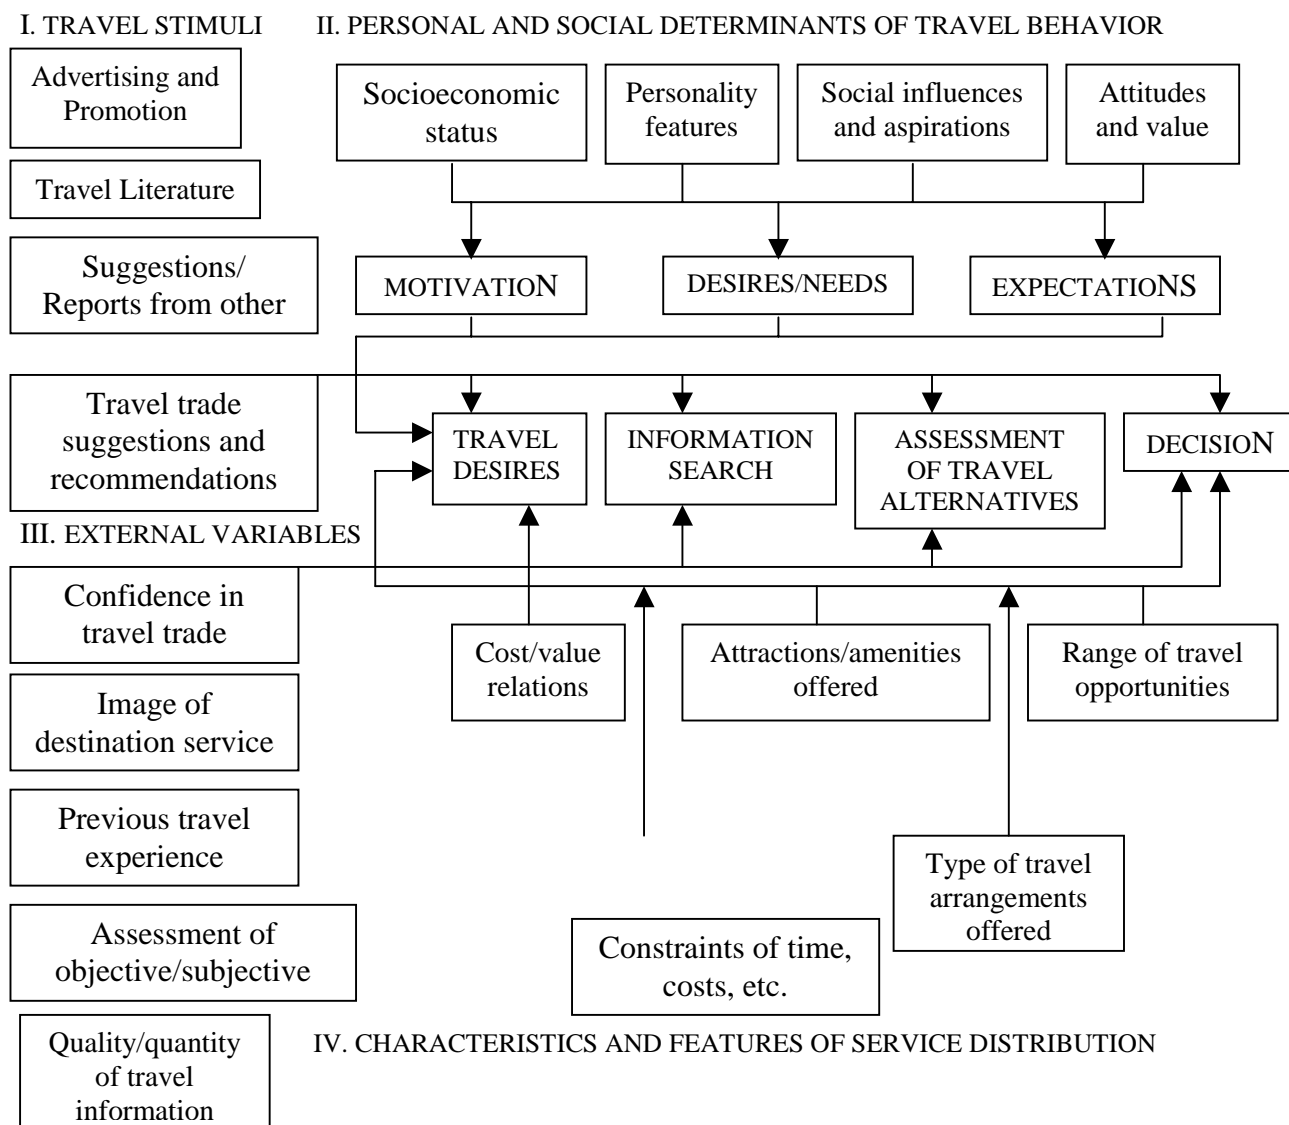 I. TRAVEL STIMULI
II. PERSONAL AND SOCIAL DETERMINANTS OF TRAVEL BEHAVIOR
Advertising and
Promotion
Socioeconomic
status
Personality
features
Social influences
and aspirations
Attitudes
and value
Travel Literature
Suggestions/
Reports from other
MOTIVATION
DESIRES/NEEDS
EXPECTATIONS
Travel trade
suggestions and
recommendations
TRAVEL
DESIRES
INFORMATION
SEARCH
ASSESSMENT
OF TRAVEL
ALTERNATIVES
DECISION
III. EXTERNAL VARIABLES
Confidence in
travel trade
Cost/value
relations
Attractions/amenities
offered
Range of travel
opportunities
Image of
destination service
Previous travel
experience
Type of travel
arrangements
offered
Assessment of
objective/subjective
Constraints of time,
costs, etc.
Quality/quantity
of travel
information
IV. CHARACTERISTICS AND FEATURES OF SERVICE DISTRIBUTION